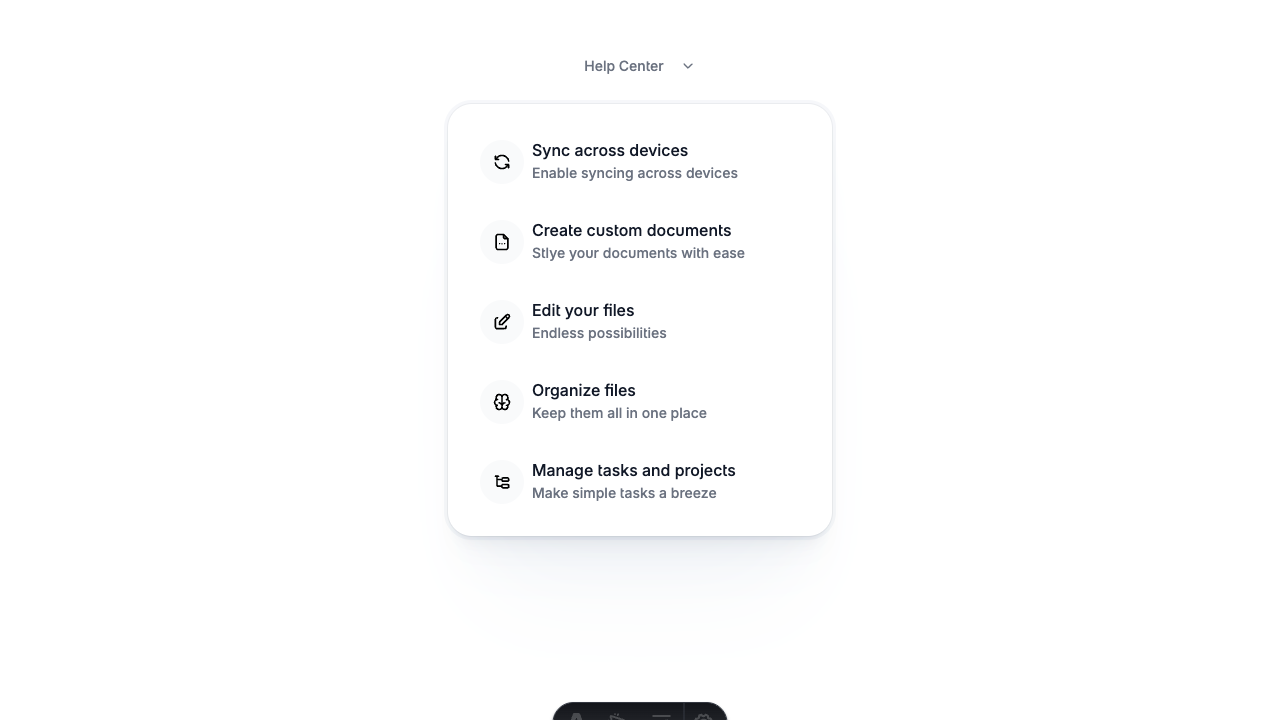 Help Center
Sync across devices
Enable syncing across devices
Create custom documents
Stlye your documents with ease
Edit your files
Endless possibilities
Organize files
Keep them all in one place
Manage tasks and projects
Make simple tasks a breeze